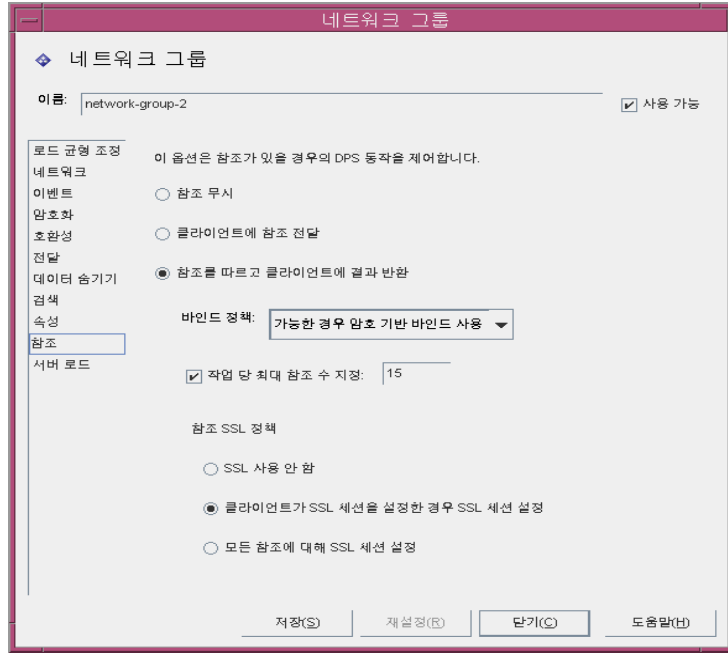 네트워크 그룹
네트워크 그룹
이름: network-group-2 사용 가능
로드 균형 조정
네트워크
이벤트
암호화
호환성
전달
데이터 숨기기
검색
속성
참조
서버 로드
이 옵션은 참조가 있을 경우의 DPS 동작을 제어합니다.
참조 무시
클라이언트에 참조 전달
참조를 따르고 클라이언트에 결과 반환
바인드 정책: 가능한 경우 암호 기반 바인드 사용
작업 당 최대 참조 수 지정: 15
참조 SSL 정책
SSL 사용 안 함
클라이언트가 SSL 세션을 설정한 경우 SSL 세션 설정
모든 참조에 대해 SSL 세션 설정
저장(S) 재설정(R) 닫기(C) 도움말(H)